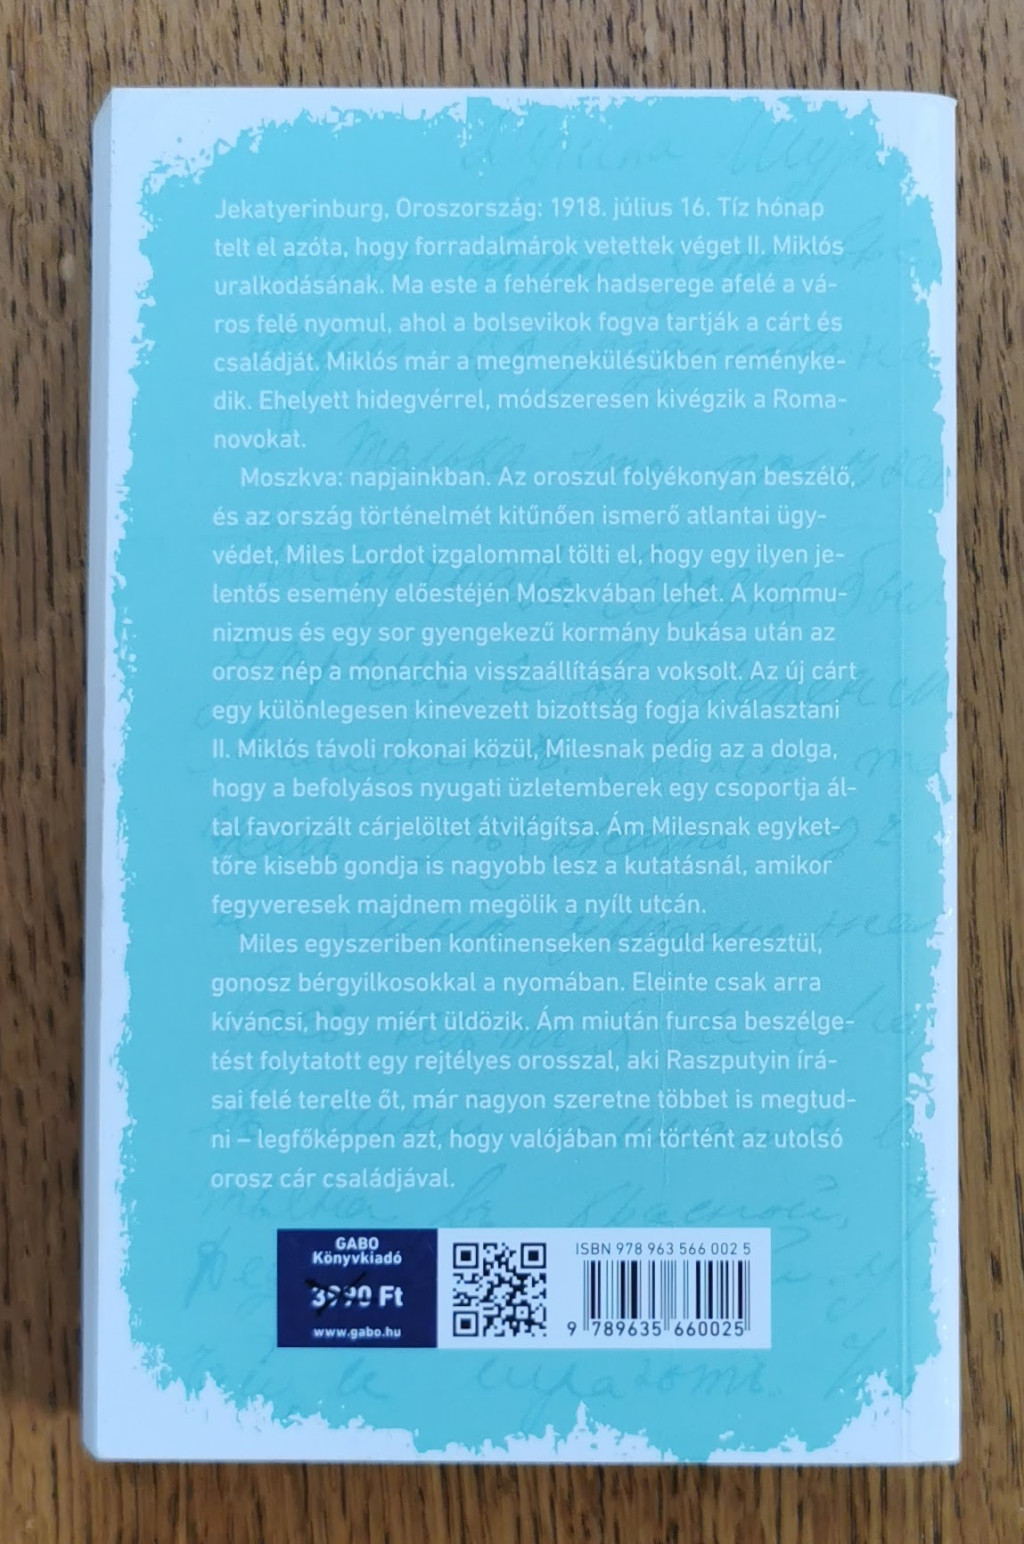 Jekatyerinburg, Oroszország: 1918. július 16. Tíz hónap
telt el azóta, hogy forradalmárok vetettek véget II. Miklós
uralkodásának. Ma este a fehérek hadserege afelé a vá-
ros felé nyomul, ahol a bolsevikok fogva tartják a cárt és
családját. Miklós már a megmenekülésükben reményke-
dik. Ehelyett hidegvérrel, módszeresen kivégzik a Roma-
novokat.
Moszkva: napjainkban. Az oroszul folyékonyan beszélő,
és az ország történelmét kitűnően ismerő atlantai ügy-
védet, Miles Lordot izgalommal tölti el, hogy egy ilyen je-
lentős esemény előestéjén Moszkvában lehet. A kommu-
nizmus és egy sor gyengekezű kormány bukása után az
orosz nép a monarchia visszaállítására voksolt. Az új cárt
egy különlegesen kinevezett bizottság fogja kiválasztani
II. Miklós távoli rokonai közül, Milesnak pedig az a dolga,
hogy a befolyásos nyugati üzletemberek egy csoportja ál-
tal favorizált cárjelöltet átvilágítsa. Ám Milesnak egyket-
tőre kisebb gondja is nagyobb lesz a kutatásnál, amikor
fegyveresek majdnem megölik a nyílt utcán.
Miles egyszeriben kontinenseken száguld keresztül,
gonosz bérgyilkosokkal a nyomában. Eleinte csak arra
kíváncsi, hogy miért üldözik. Ám miután furcsa beszélge-
tést folytatott egy rejtélyes orosszal, aki Raszputyin írá-
sai felé terelte őt, már nagyon szeretne többet is megtud-
ni – legfőképpen azt, hogy valójában mi történt az utolsó
orosz cár családjával.
GABO
Könyvkiadó
3990 Ft
www.gabo.hu
ISBN 978 963 566 002 5
9 789635 660025